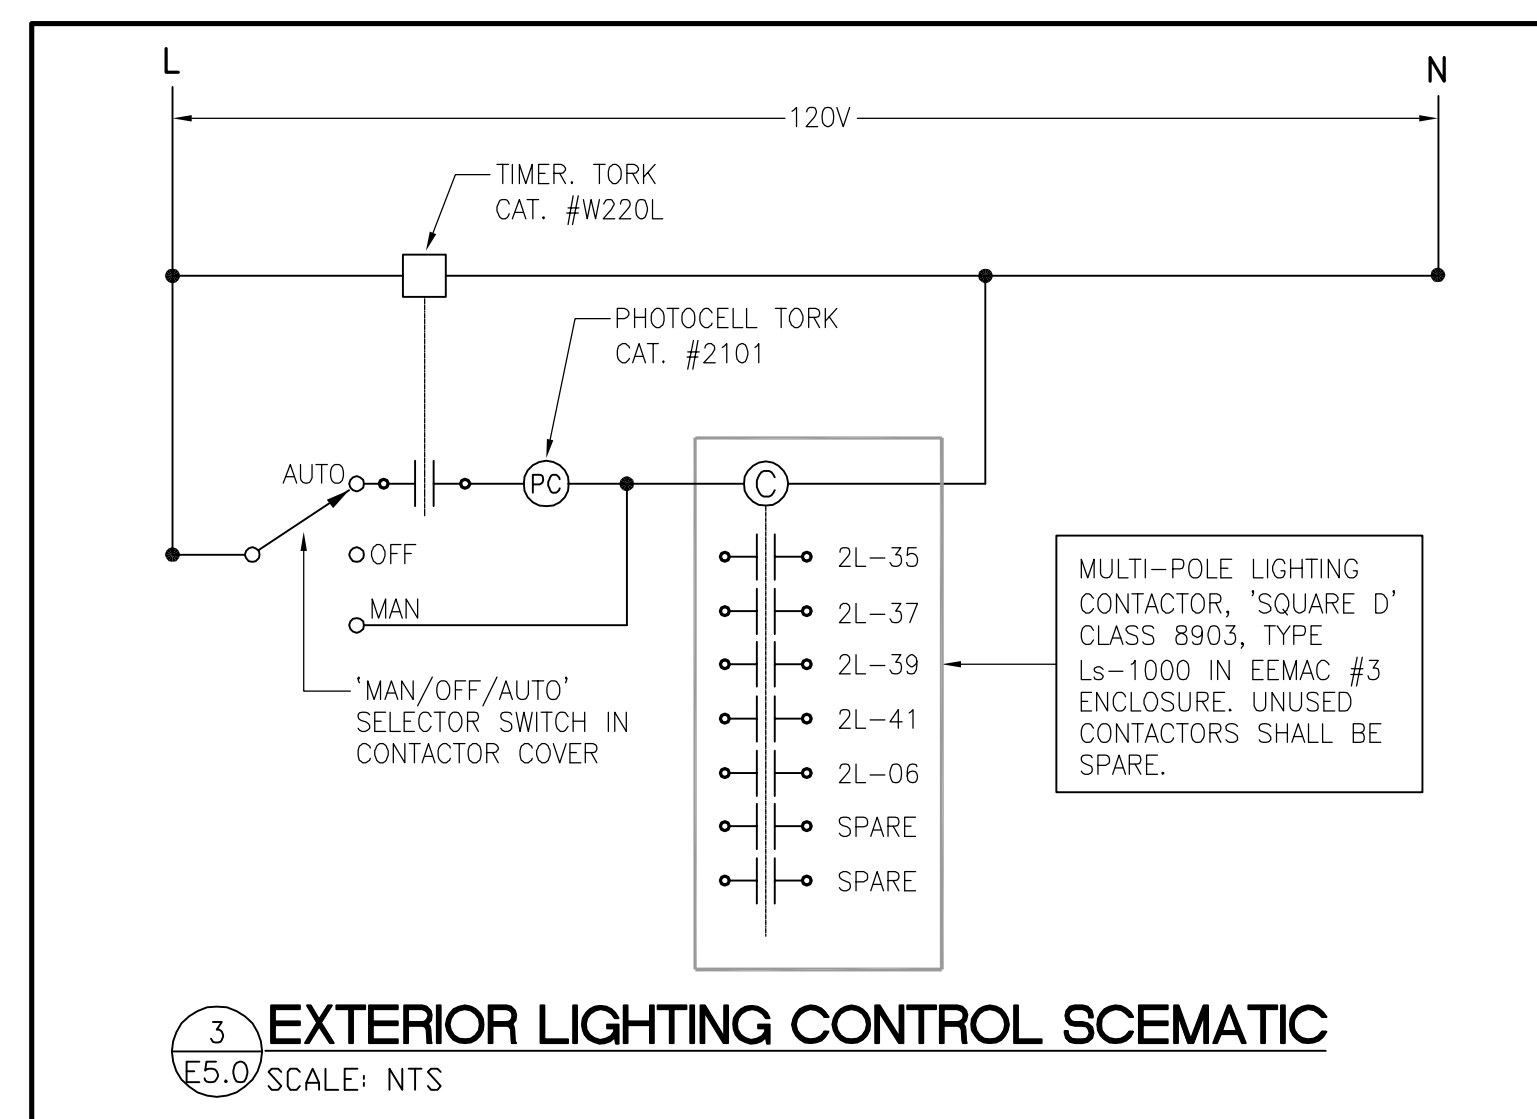 L
N
120V
TIMER. TORK
CAT. #W220L
PHOTOCELL TORK
CAT. #2101
AUTO
PC
C
OFF
MAN
'MAN/OFF/AUTO'
SELECTOR SWITCH IN
CONTACTOR COVER
2L-35
2L-37
2L-39
2L-41
2L-06
SPARE
SPARE
MULTI-POLE LIGHTING
CONTACTOR, 'SQUARE D'
CLASS 8903, TYPE
Ls-1000 IN EEMAC #3
ENCLOSURE. UNUSED
CONTACTORS SHALL BE
SPARE.
3
E5.0
EXTERIOR LIGHTING CONTROL SCEMATIC
SCALE: NTS